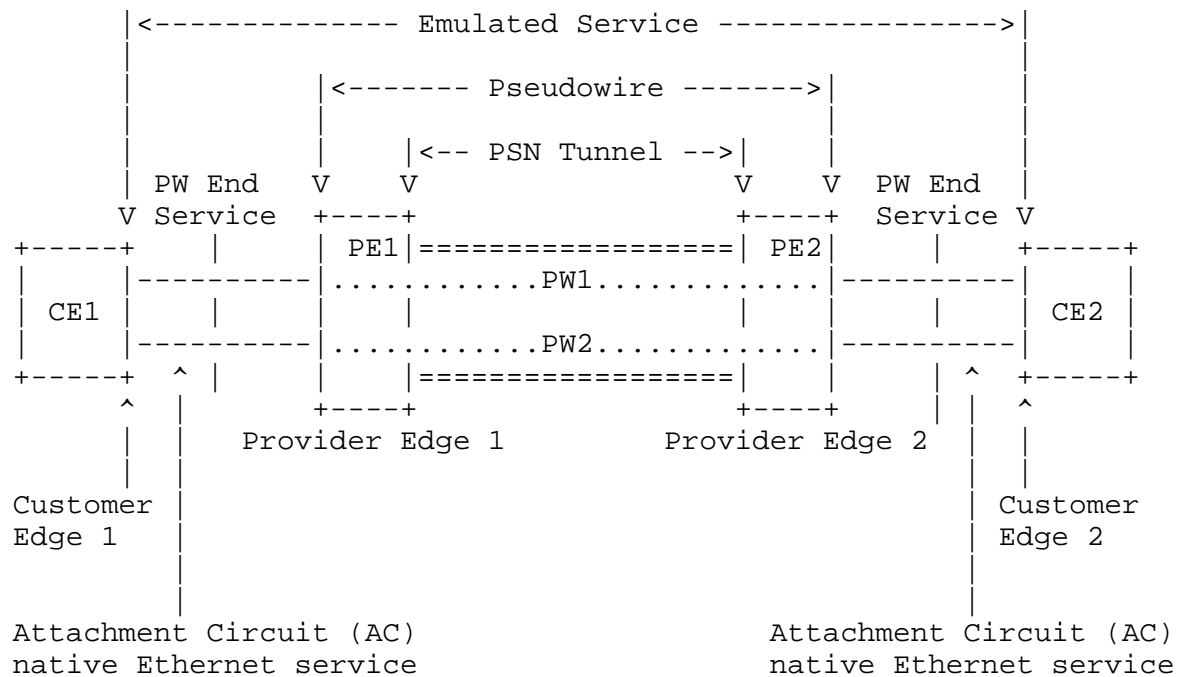 |<-------------- Emulated Service ---------------->|
|<------- Pseudowire ------->|
|<-- PSN Tunnel -->|
PW End V V V V PW End
V Service +----+ +----+ Service V
+-----+ | | PE1|==================| PE2| | +-----+
|----------|............PW1..............|----------|
CE1 CE2
|----------|............PW2..............|----------|
+-----+ ^ | | |==================| | | ^ +-----+
^ +----+ +----+ ^
Provider Edge 1 Provider Edge 2
Customer Customer
Edge 1 Edge 2
Attachment Circuit (AC) Attachment Circuit (AC)
native Ethernet service native Ethernet service